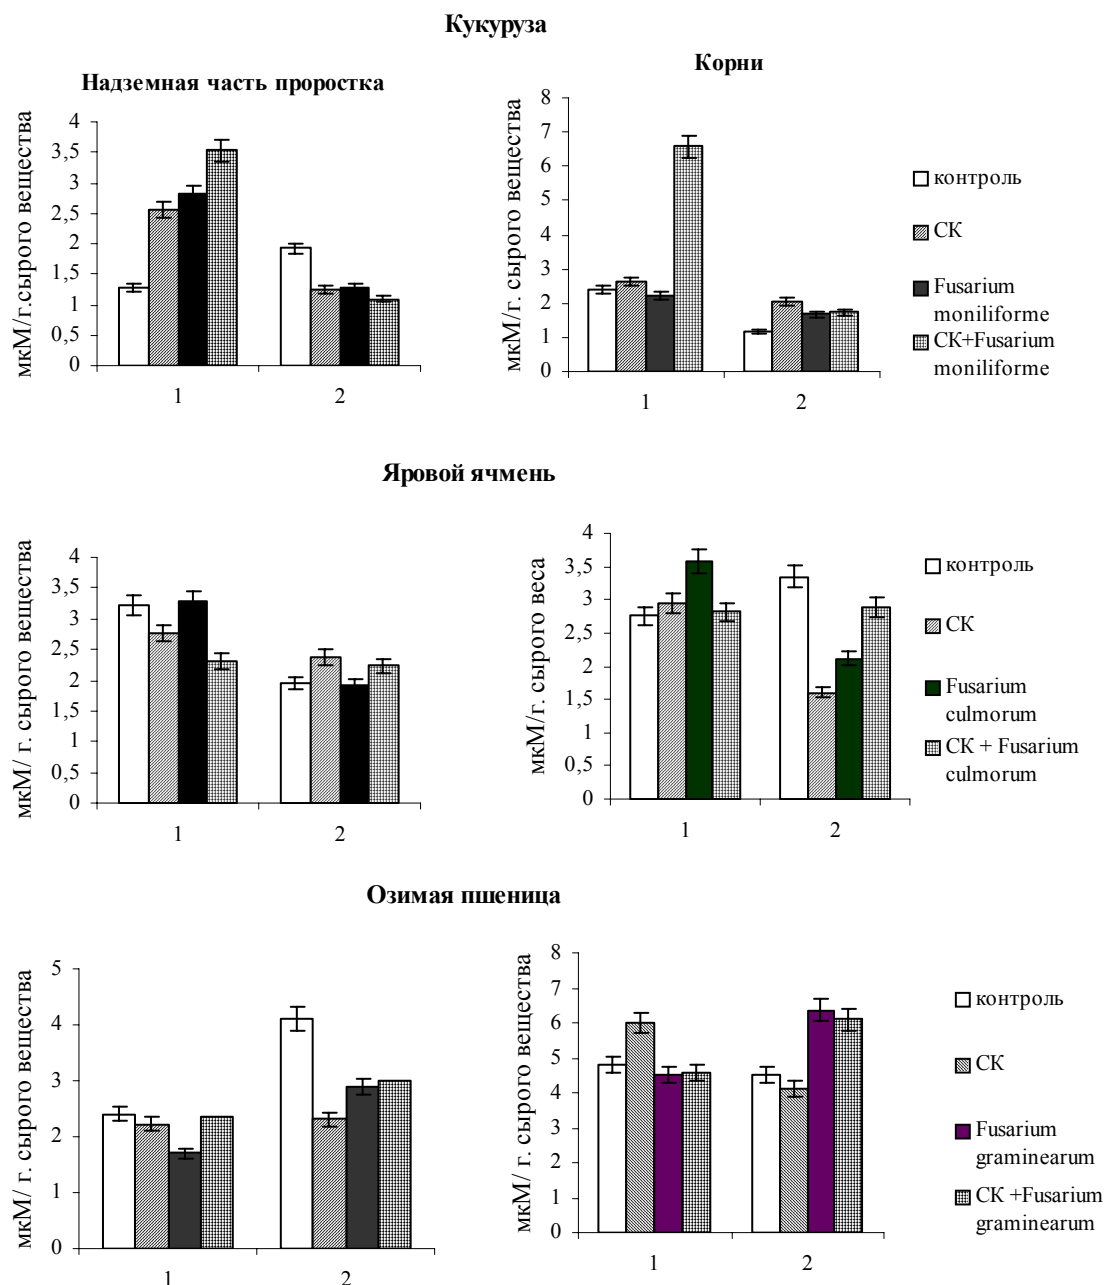 Кукуруза
Надземная часть проростка
мкМ/ г.сырого вещества
4
3,5
3
2,5
2
1,5
1
0,5
0
1
2
Корни
мкМ/г. сырого вещества
8
7
6
5
4
3
2
1
0
1
2
контроль
СК
Fusarium
moniliforme
СК+Fusarium
moniliforme
Яровой ячмень
мкМ/ г. сырого вещества
4
3,5
3
2,5
2
1,5
1
0,5
0
1
2
мкМ/г. сырого веса
4
3,5
3
2,5
2
1,5
1
0,5
0
1
2
контроль
СК
Fusarium
culmorum
СК + Fusarium
culmorum
Озимая пшеница
мкМ/ г. сырого вещества
5
4
3
2
1
0
1
2
мкМ/ г. сырого вещества
8
7
6
5
4
3
2
1
0
1
2
контроль
СК
Fusarium
graminearum
СК +Fusarium
graminearum